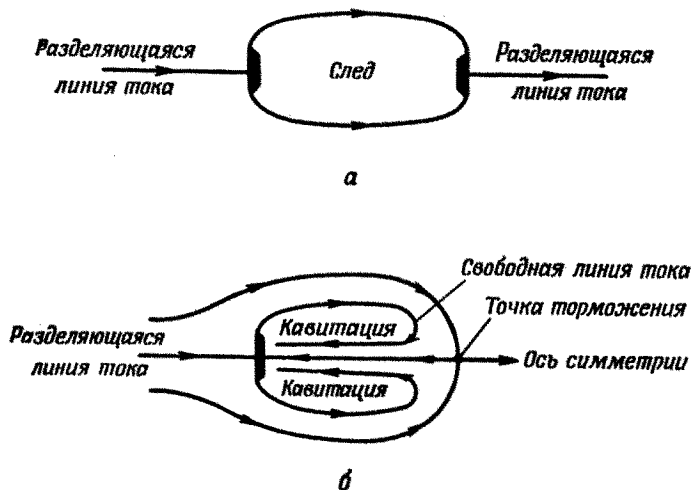 Разделяющаяся
линия тока
След
Разделяющаяся
линия тока
а
Свободная линия тока
Точка торможения
Кавитация
Разделяющаяся
линия тока
Ось симметрии
Кавитация
б